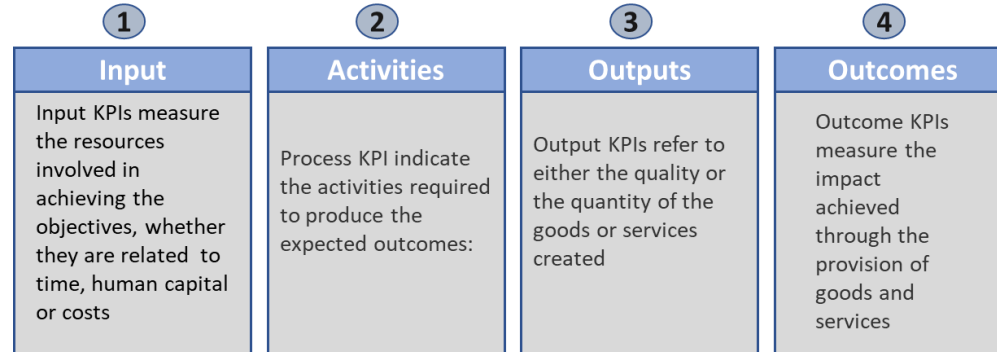 1
Input
Input KPIs measure
the resources
involved in
achieving the
objectives, whether
they are related to
time, human capital
or costs
2
Activities
Process KPI indicate
the activities required
to produce the
expected outcomes:
3
Outputs
Output KPIs refer to
either the quality or
the quantity of the
goods or services
created
4
Outcomes
Outcome KPIs
measure the
impact
achieved
through the
provision of
goods and
services